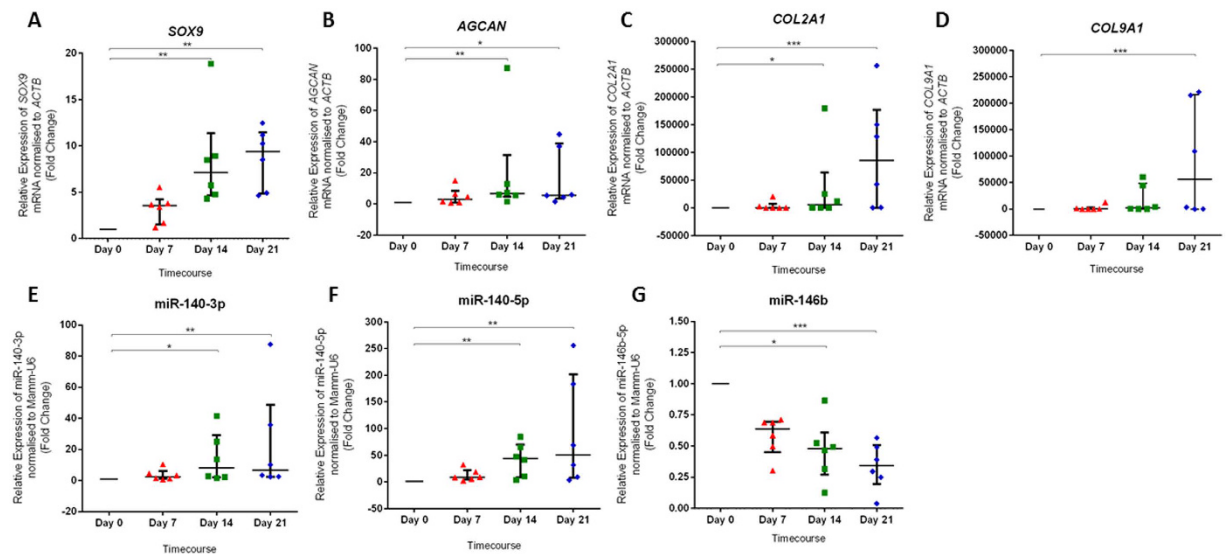 A
SOX9
**
**
Relative Expression of SOX9
mRNA normalised to ACTB
(Fold Change)
20
15
10
5
0
Day 0 Day 7 Day 14 Day 21
Timecourse
B
AGCAN
*
**
Relative Expression of AGCAN
mRNA normalised to ACTB
(Fold Change)
100
80
60
40
20
0
-20
Day 0 Day 7 Day 14 Day 21
Timecourse
C
COL2A1
***
*
Relative Expression of COL2A1
mRNA normalised to ACTB
(Fold Change)
300000
250000
200000
150000
100000
50000
0
-50000
Day 0 Day 7 Day 14 Day 21
Timecourse
D
COL9A1
***
Relative Expression of COL9A1
mRNA normalised to ACTB
(Fold Change)
300000
250000
200000
150000
100000
50000
0
-50000
Day 0 Day 7 Day 14 Day 21
Timecourse
E
miR-140-3p
**
*
Relative Expression of miR-140-3p
normalised to Mamm-U6
(Fold Change)
100
80
60
40
20
0
-20
Day 0 Day 7 Day 14 Day 21
Timecourse
F
miR-140-5p
**
**
Relative Expression of miR-140-5p
normalised to Mamm-U6
(Fold Change)
300
250
200
150
100
50
0
-50
Day 0 Day 7 Day 14 Day 21
Timecourse
G
miR-146b
***
*
Relative Expression of miR-146b-5p
normalised to Mamm-U6
(Fold Change)
1.50
1.25
1.00
0.75
0.50
0.25
0.00
Day 0 Day 7 Day 14 Day 21
Timecourse